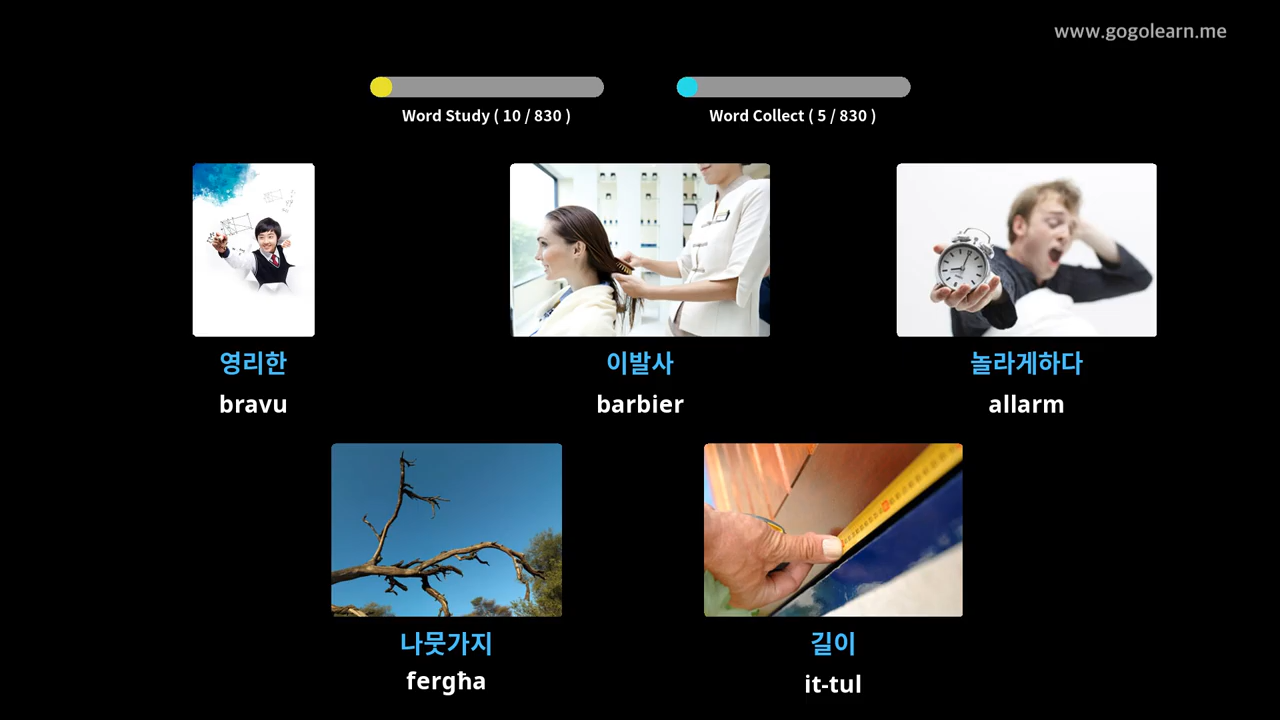 www.gogolearn.me
Word Study ( 10 / 830 )
Word Collect ( 5 / 830 )
영리한
bravu
이발사
barbier
놀라게하다
allarm
나뭇가지
fergħa
길이
it-tul